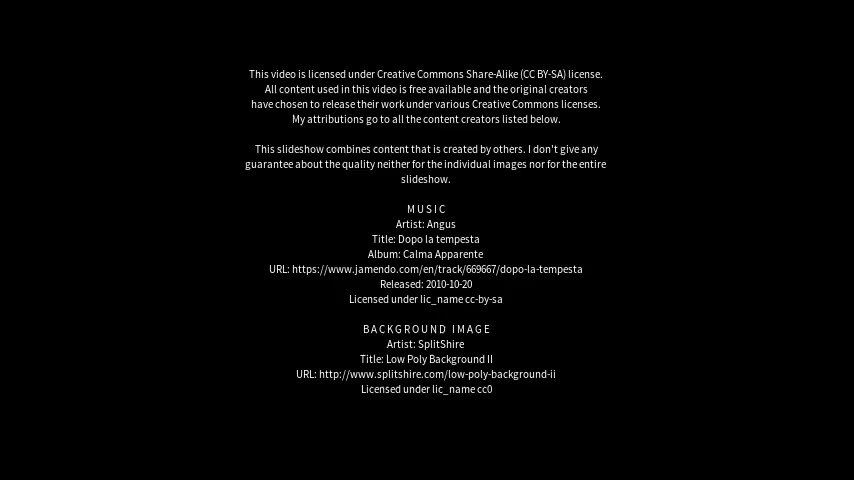 This video is licensed under Creative Commons Share-Alike (CC BY-SA) license.
All content used in this video is free available and the original creators
have chosen to release their work under various Creative Commons licenses.
My attributions go to all the content creators listed below.
This slideshow combines content that is created by others. I don't give any
guarantee about the quality neither for the individual images nor for the entire
slideshow.
MUSIC
Artist: Angus
Title: Dopo la tempesta
Album: Calma Apparente
URL: https://www.jamendo.com/en/track/669667/dopo-la-tempesta
Released: 2010-10-20
Licensed under lic_name cc-by-sa
BACKGROUND IMAGE
Artist: SplitShire
Title: Low Poly Background II
URL: http://www.splitshire.com/low-poly-background-ii
Licensed under lic_name cc0